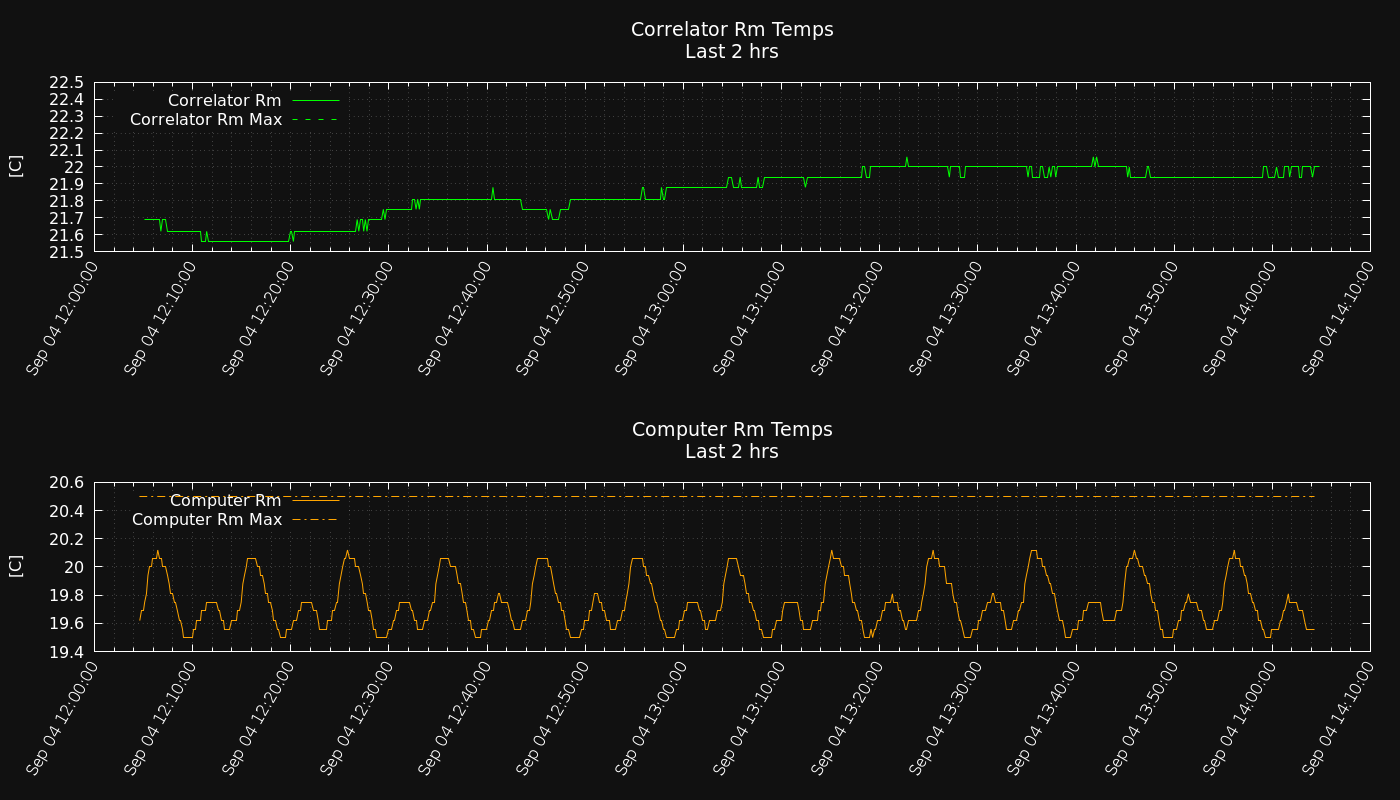 Correlator Rm Temps
Last 2 hrs
22.5
22.4
22.3
22.2
22.1
22
21.9
21.8
21.7
21.6
21.5
[C]
Correlator Rm
Correlator Rm Max
Sep 04 12:00:00
Sep 04 12:10:00
Sep 04 12:20:00
Sep 04 12:30:00
Sep 04 12:40:00
Sep 04 12:50:00
Sep 04 13:00:00
Sep 04 13:10:00
Sep 04 13:20:00
Sep 04 13:30:00
Sep 04 13:40:00
Sep 04 13:50:00
Sep 04 14:00:00
Sep 04 14:10:00
Computer Rm Temps
Last 2 hrs
20.6
20.4
20.2
20
19.8
19.6
19.4
[C]
Computer Rm
Computer Rm Max
Sep 04 12:00:00
Sep 04 12:10:00
Sep 04 12:20:00
Sep 04 12:30:00
Sep 04 12:40:00
Sep 04 12:50:00
Sep 04 13:00:00
Sep 04 13:10:00
Sep 04 13:20:00
Sep 04 13:30:00
Sep 04 13:40:00
Sep 04 13:50:00
Sep 04 14:00:00
Sep 04 14:10:00